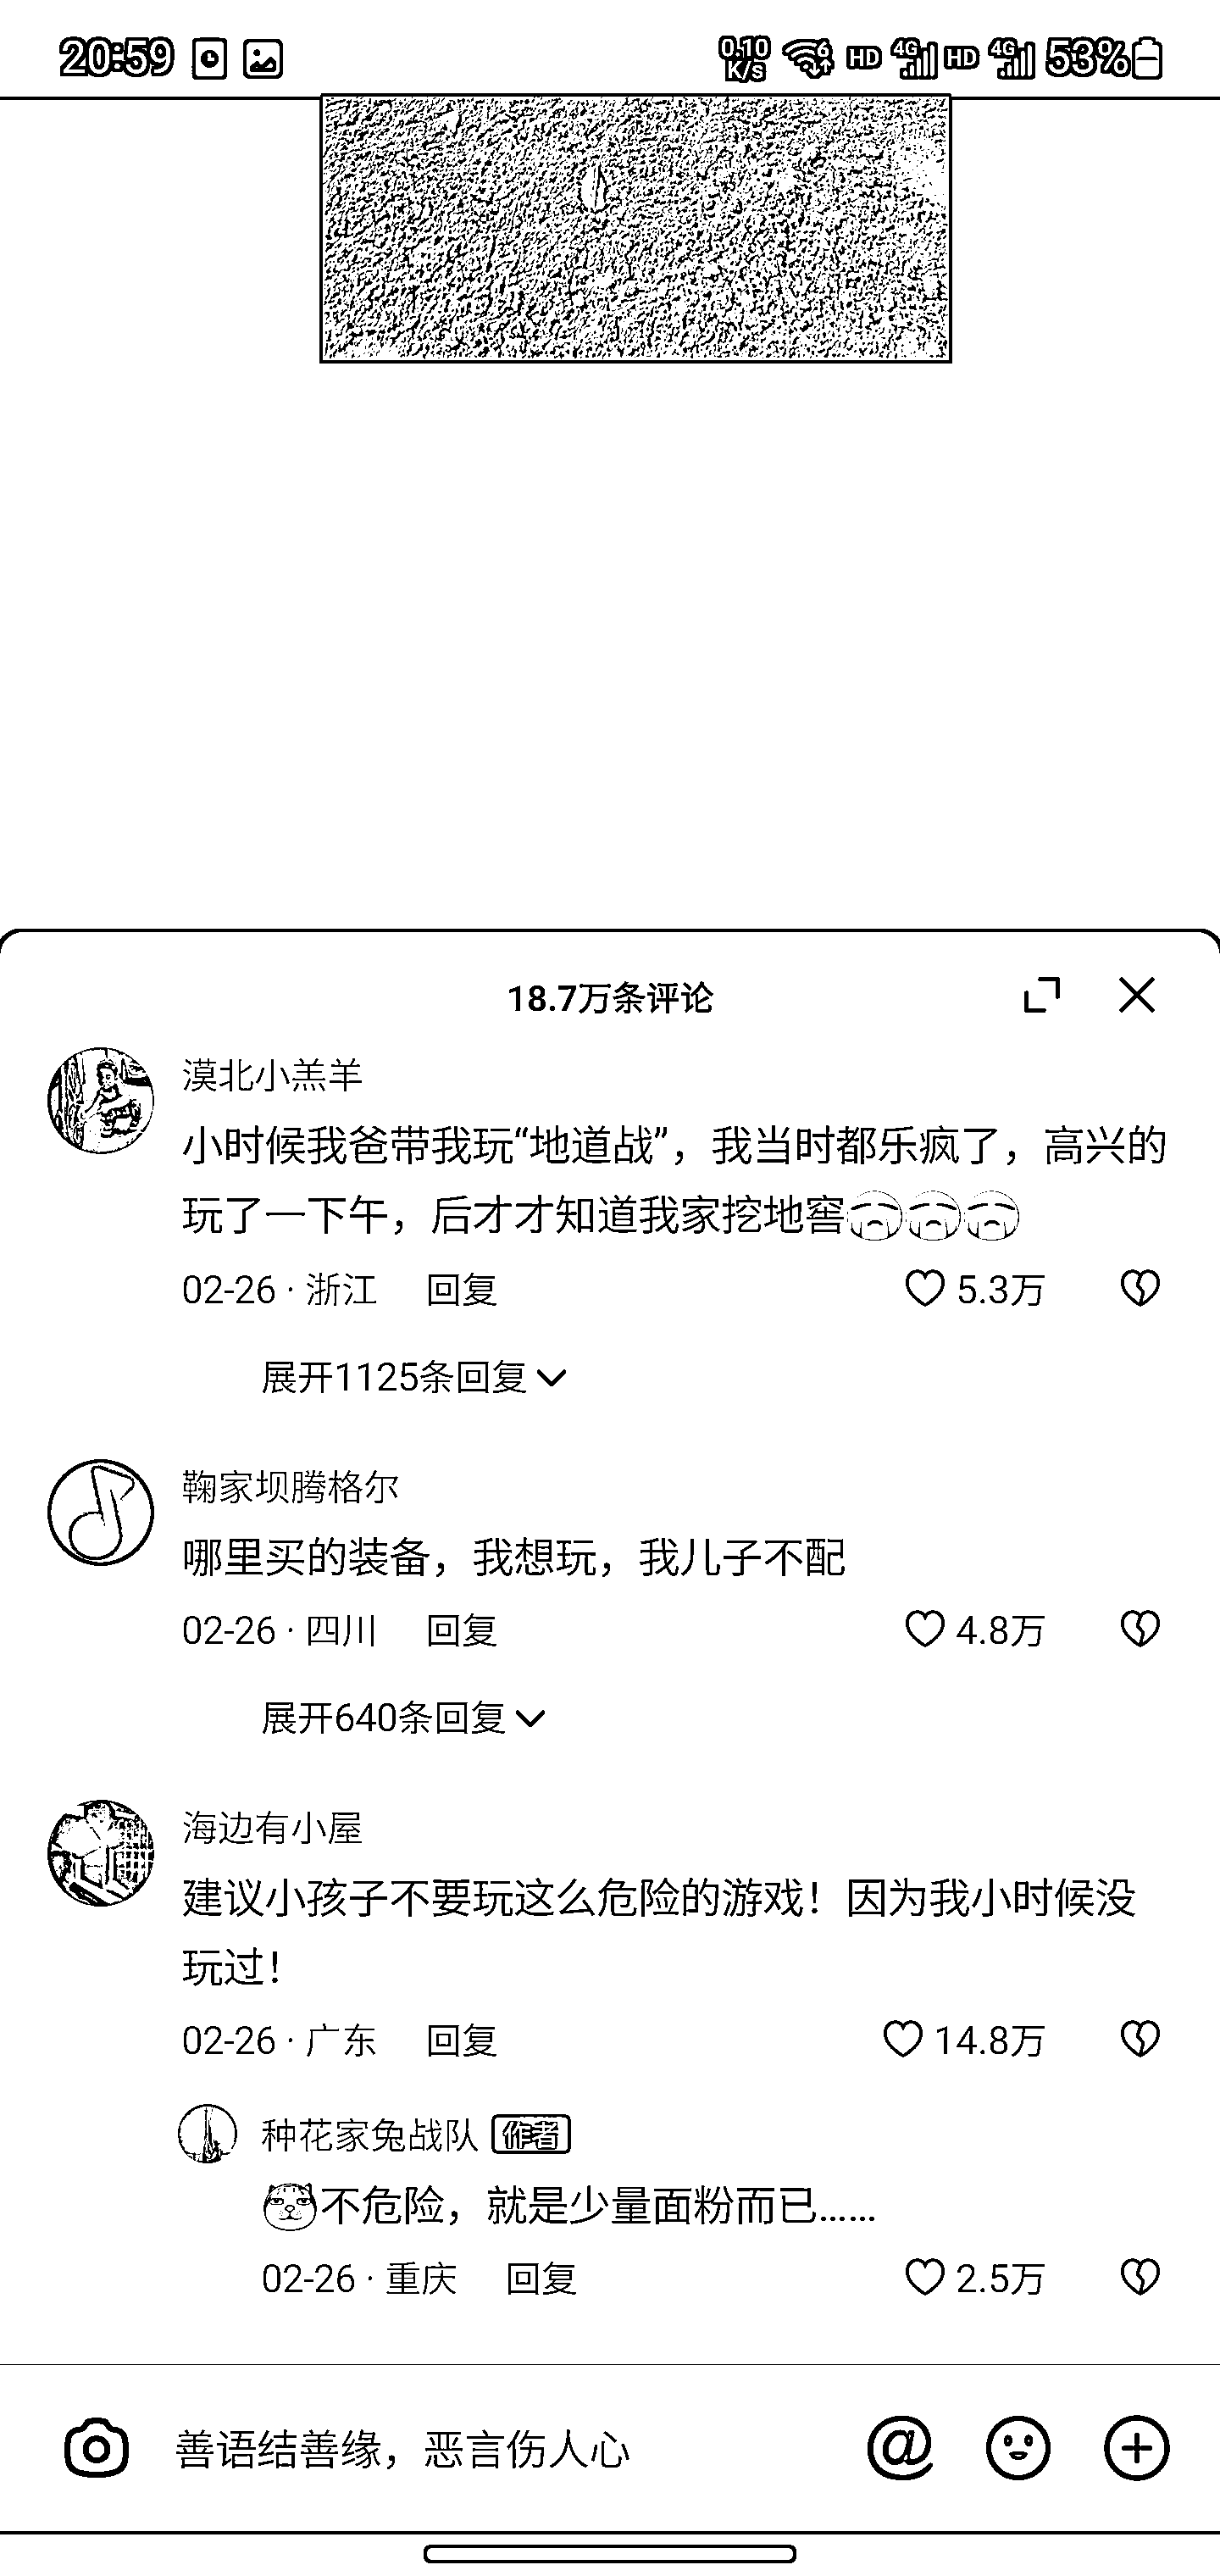 20:59
0.10 K/s 6 HD 4G HD 4G 53%
18.7万条评论
漠北小羔羊
小时候我爸带我玩“地道战”，我当时都乐疯了，高兴的
玩了一下午，后才才知道我家挖地窖😭😭😭
02-26 · 浙江 回复 5.3万
展开1125条回复
鞠家坝腾格尔
哪里买的装备，我想玩，我儿子不配
02-26 · 四川 回复 4.8万
展开640条回复
海边有小屋
建议小孩子不要玩这么危险的游戏！因为我小时候没
玩过！
02-26 · 广东 回复 14.8万
种花家兔战队 作者
不危险，就是少量面粉而已……
02-26 · 重庆 回复 2.5万
善语结善缘，恶言伤人心